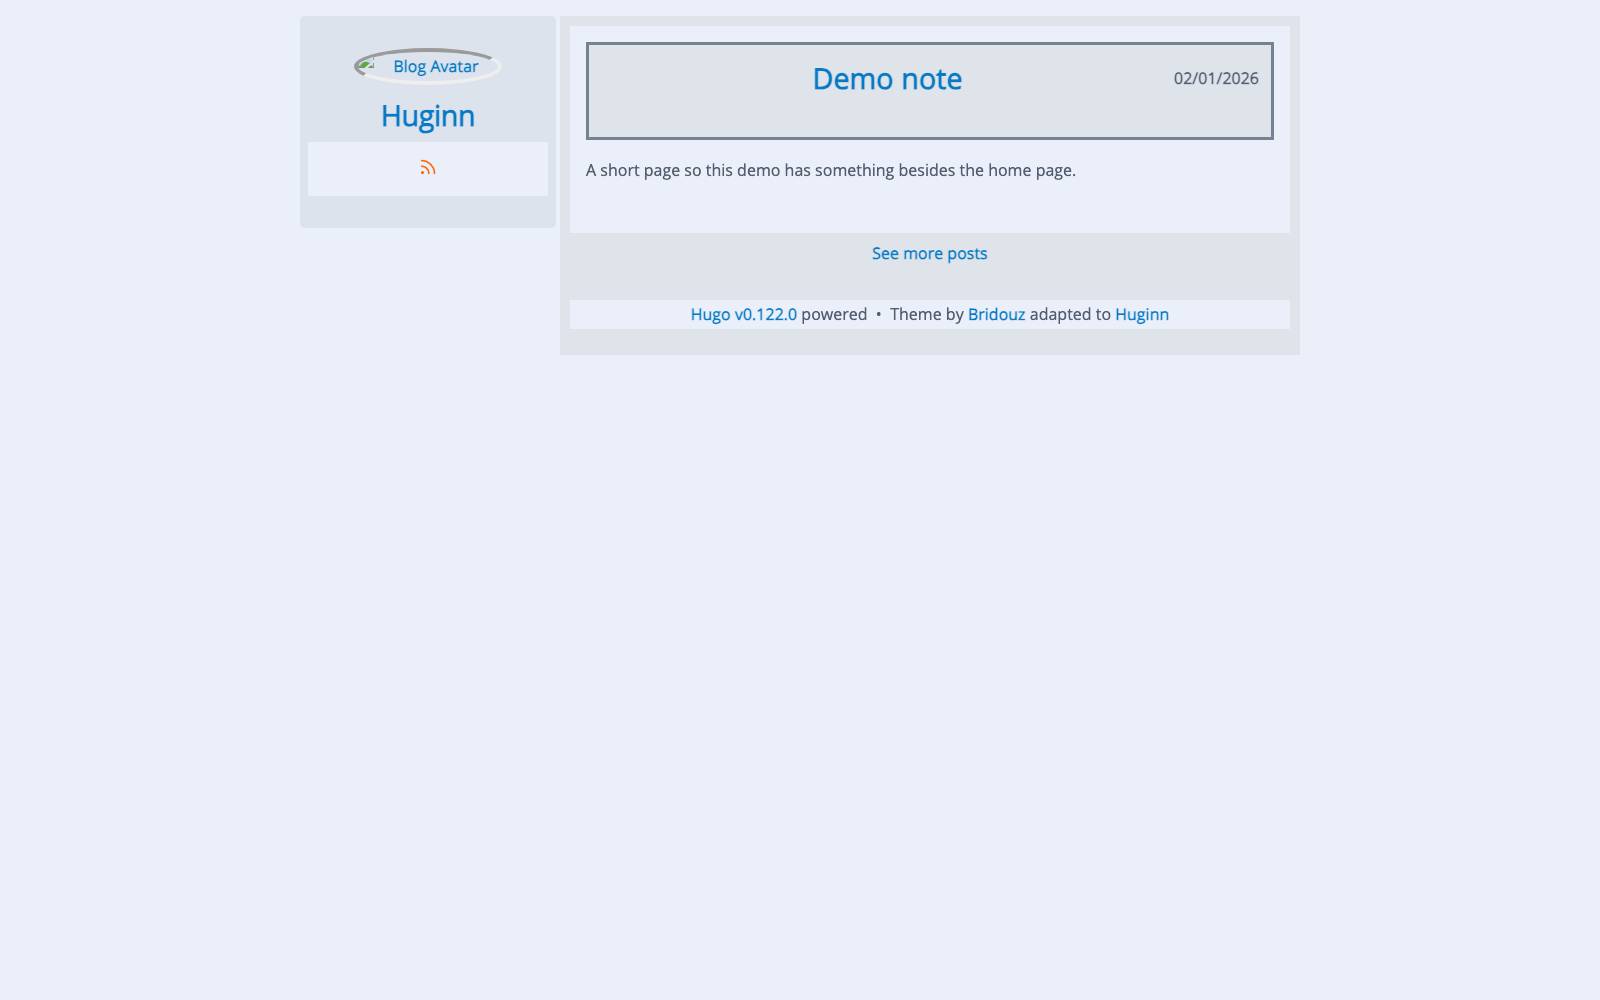 Blog Avatar
Huginn
Demo note
02/01/2026
A short page so this demo has something besides the home page.
See more posts
Hugo v0.122.0 powered • Theme by Bridouz adapted to Huginn